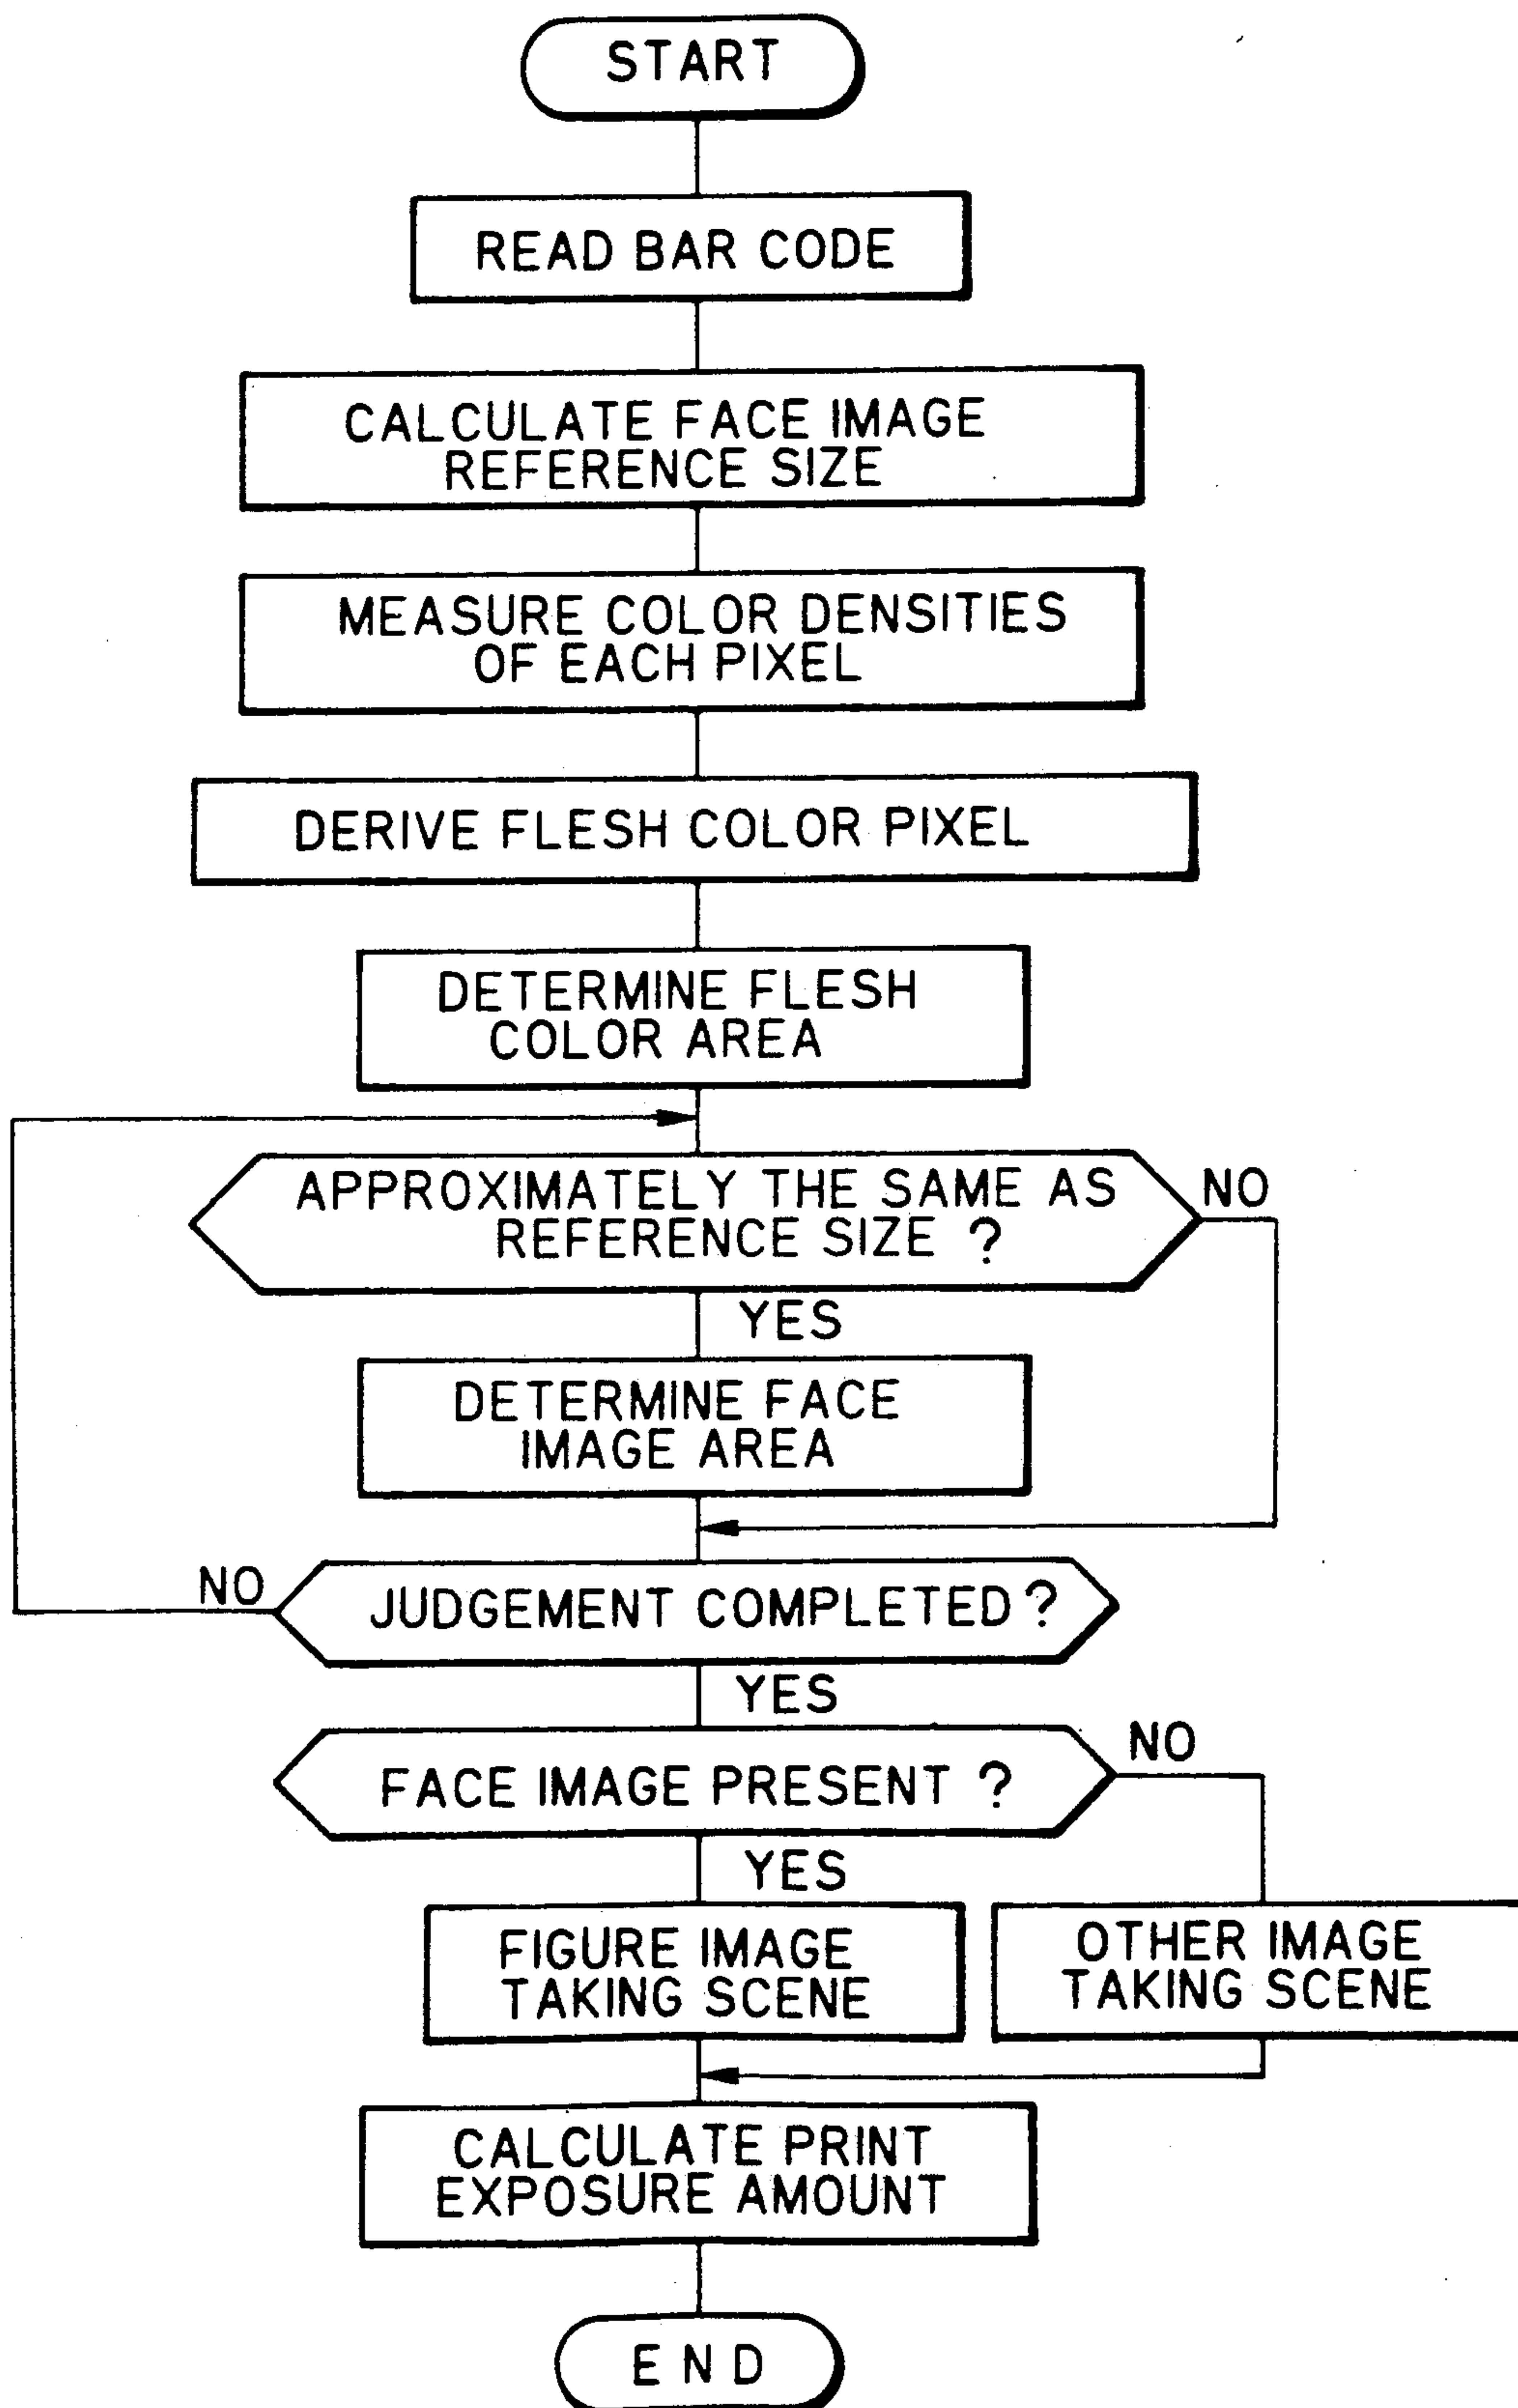 START
READ BAR CODE
CALCULATE FACE IMAGE
REFERENCE SIZE
MEASURE COLOR DENSITIES
OF EACH PIXEL
DERIVE FLESH COLOR PIXEL
DETERMINE FLESH
COLOR AREA
APPROXIMATELY THE SAME AS
REFERENCE SIZE ?
NO
YES
DETERMINE FACE
IMAGE AREA
NO
JUDGEMENT COMPLETED ?
YES
FACE IMAGE PRESENT ?
NO
YES
FIGURE IMAGE
TAKING SCENE
OTHER IMAGE
TAKING SCENE
CALCULATE PRINT
EXPOSURE AMOUNT
END